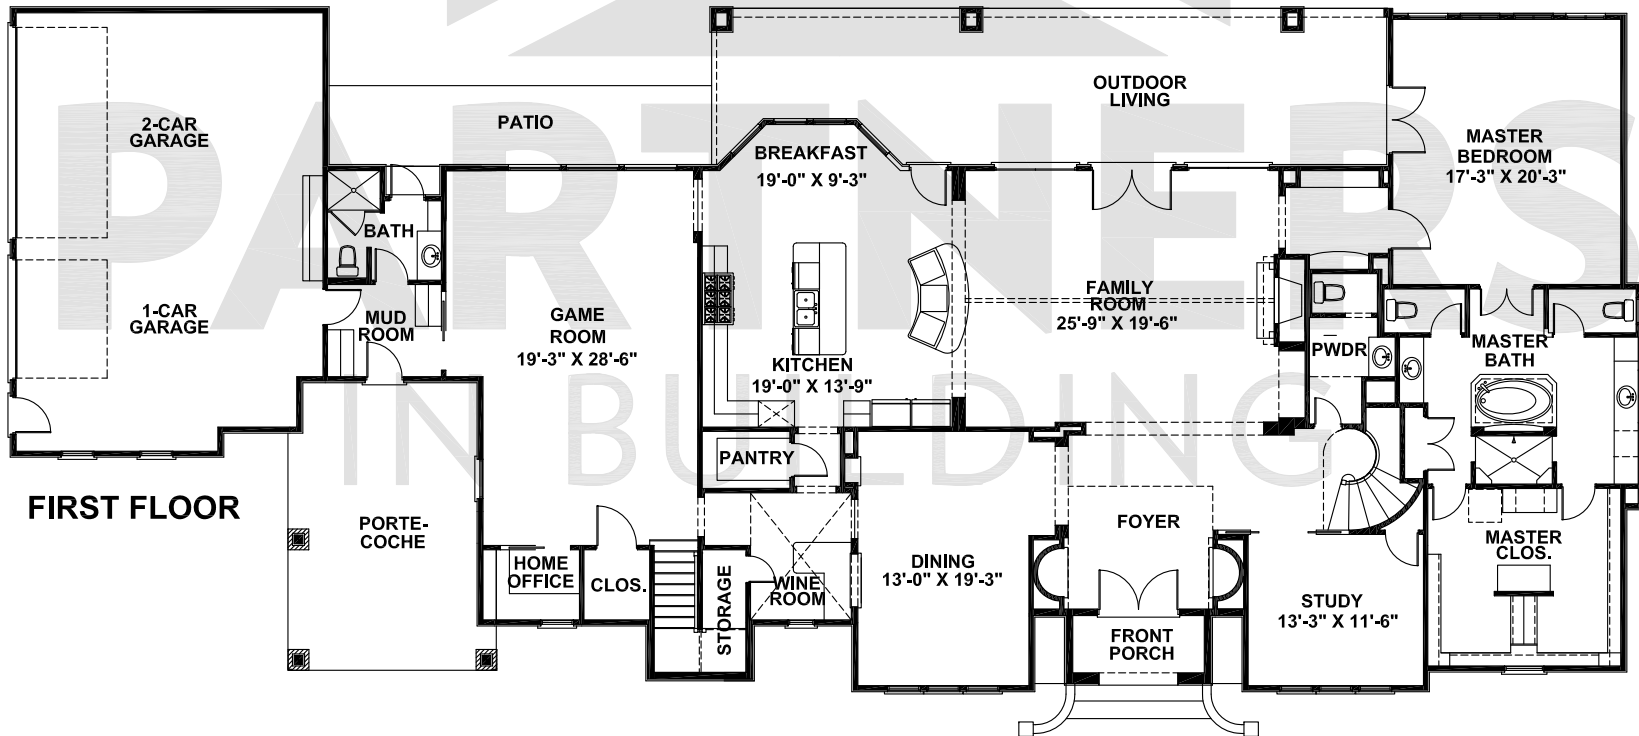 PARTNERS
IN BUILDING
2-CAR
GARAGE
1-CAR
GARAGE
PATIO
OUTDOOR
LIVING
BREAKFAST
19'-0" X 9'-3"
MASTER
BEDROOM
17'-3" X 20'-3"
BATH
MUD
ROOM
GAME
ROOM
19'-3" X 28'-6"
KITCHEN
19'-0" X 13'-9"
FAMILY
ROOM
25'-9" X 19'-6"
PWDR
MASTER
BATH
PANTRY
FIRST FLOOR
PORTE-
COCHE
HOME
OFFICE
CLOS.
STORAGE
WINE
ROOM
DINING
13'-0" X 19'-3"
FOYER
FRONT
PORCH
STUDY
13'-3" X 11'-6"
MASTER
CLOS.